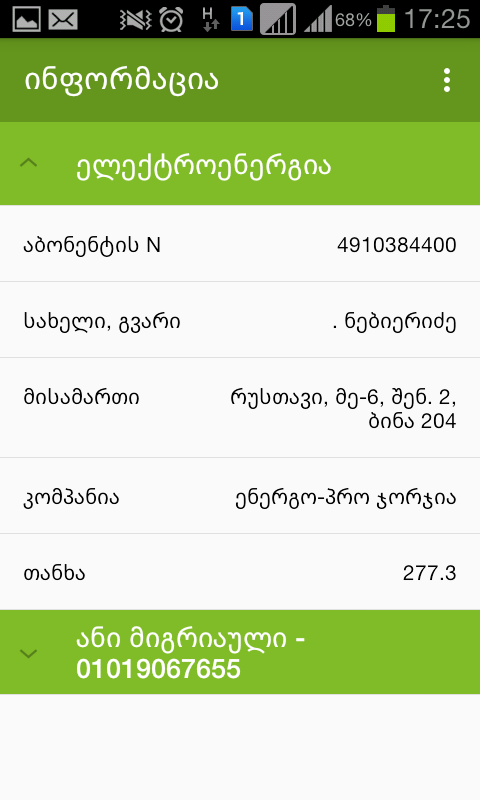 H 1 68% 17:25
ინფორმაცია
ელექტროენერგია
აბონენტის N 4910384400
სახელი, გვარი . ნებიერიძე
მისამართი რუსთავი, მე-6, შენ. 2,
ბინა 204
კომპანია ენერგო-პრო ჯორჯია
თანხა 277.3
ანი მიგრიაული -
01019067655